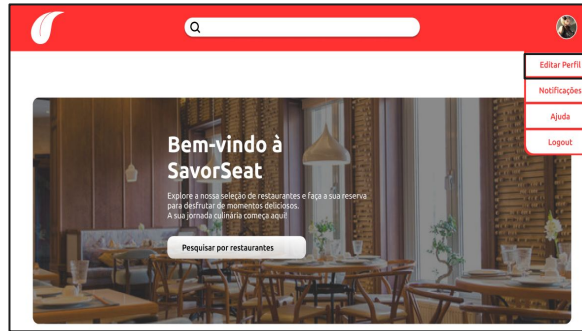 Editar Perfil
Notificações
Ajuda
Logout
Bem-vindo à
SavorSeat
Explore a nossa seleção de restaurantes e faça a sua reserva
para desfrutar de momentos deliciosos.
A sua jornada culinária começa aqui!
Pesquisar por restaurantes